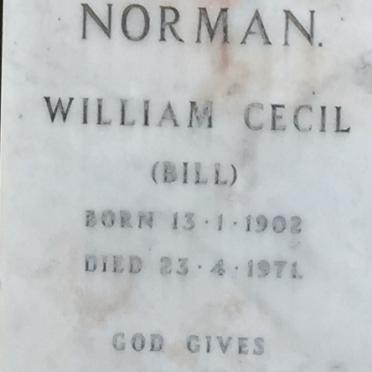 NORMAN.
WILLIAM CECIL
(BILL)
BORN 13·1·1902
DIED 23·4·1971.
GOD GIVES